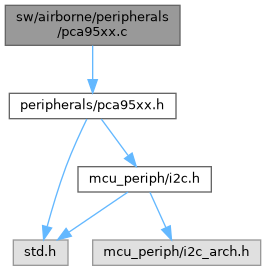 sw/airborne/peripherals
/pca95xx.c
peripherals/pca95xx.h
mcu_periph/i2c.h
std.h
mcu_periph/i2c_arch.h